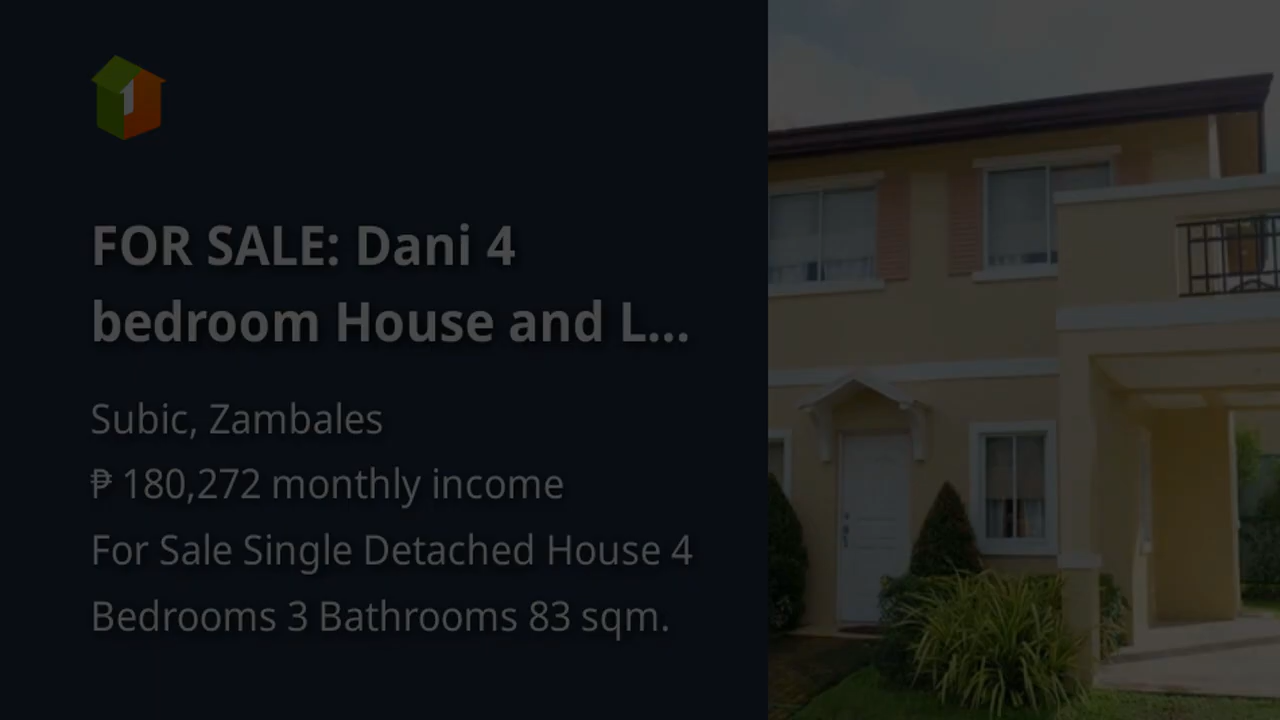 FOR SALE: Dani 4
bedroom House and L...
Subic, Zambales
₱ 180,272 monthly income
For Sale Single Detached House 4
Bedrooms 3 Bathrooms 83 sqm.